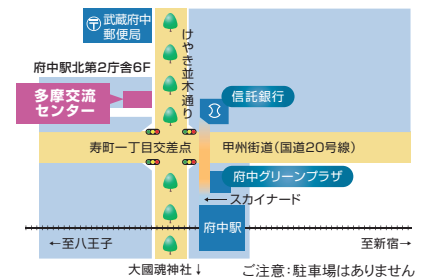 〒武蔵府中
郵便局
けやき並木通り
府中駅北第2庁舎6F
多摩交流
センター
信託銀行
寿町一丁目交差点
甲州街道(国道20号線)
府中グリーンプラザ
←スカイナード
府中駅
←至八王子
至新宿→
大國魂神社↓
ご注意:駐車場はありません